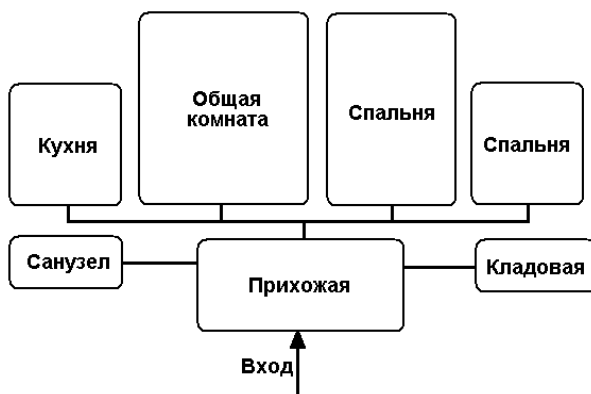 Кухня
Общая
комната
Спальня
Спальня
Санузел
Прихожая
Кладовая
Вход